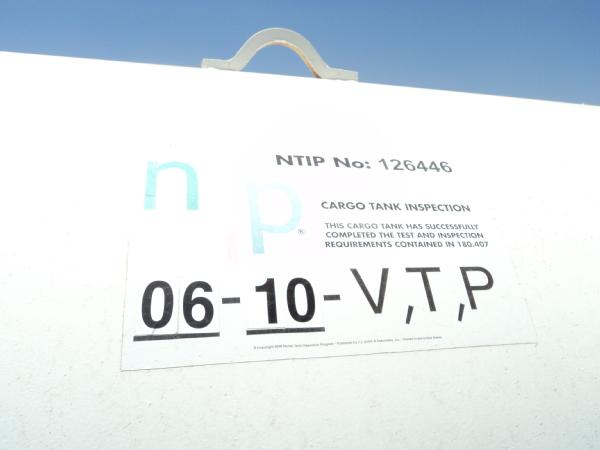 NTIP No: 126446
n
p®
CARGO TANK INSPECTION
THIS CARGO TANK HAS SUCCESSFULLY
COMPLETED THE TEST AND INSPECTION
REQUIREMENTS CONTAINED IN 180.407
06-10-V,T,P